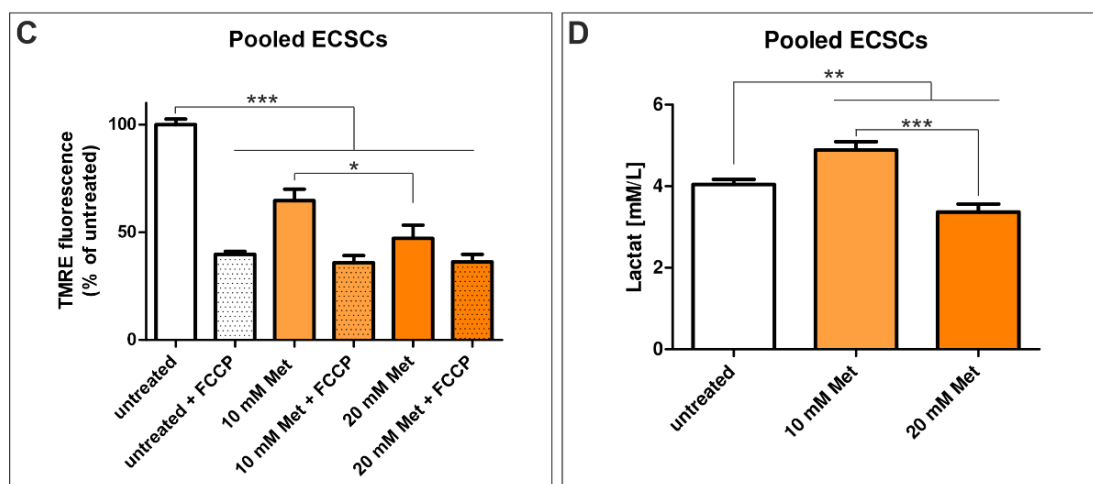 C
Pooled ECSCs
TMRE fluorescence
(% of untreated)
100
50
0
***
*
untreated
untreated + FCCP
10 mM Met
10 mM Met + FCCP
20 mM Met
20 mM Met + FCCP
D
Pooled ECSCs
Lactat [mM/L]
6
4
2
0
**
***
untreated
10 mM Met
20 mM Met